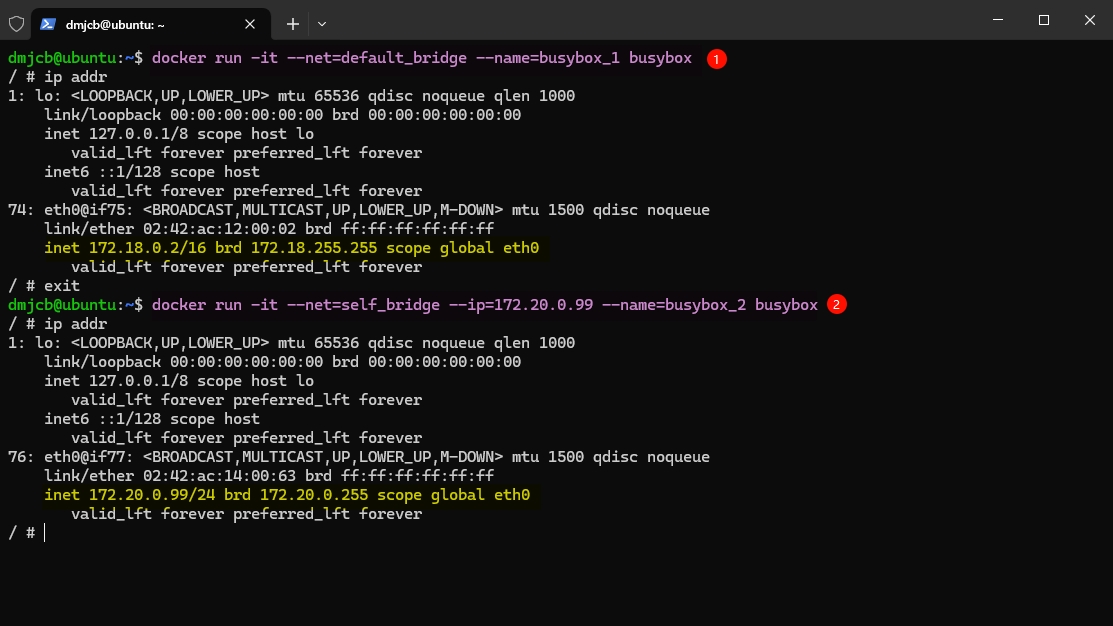 dmjcb@ubuntu: ~
dmjcb@ubuntu:~$ docker run -it --net=default_bridge --name=busybox_1 busybox 1
/ # ip addr
1: lo: <LOOPBACK,UP,LOWER_UP> mtu 65536 qdisc noqueue qlen 1000
    link/loopback 00:00:00:00:00:00 brd 00:00:00:00:00:00
    inet 127.0.0.1/8 scope host lo
       valid_lft forever preferred_lft forever
    inet6 ::1/128 scope host
       valid_lft forever preferred_lft forever
74: eth0@if75: <BROADCAST,MULTICAST,UP,LOWER_UP,M-DOWN> mtu 1500 qdisc noqueue
    link/ether 02:42:ac:12:00:02 brd ff:ff:ff:ff:ff:ff
    inet 172.18.0.2/16 brd 172.18.255.255 scope global eth0
       valid_lft forever preferred_lft forever
/ # exit
dmjcb@ubuntu:~$ docker run -it --net=self_bridge --ip=172.20.0.99 --name=busybox_2 busybox 2
/ # ip addr
1: lo: <LOOPBACK,UP,LOWER_UP> mtu 65536 qdisc noqueue qlen 1000
    link/loopback 00:00:00:00:00:00 brd 00:00:00:00:00:00
    inet 127.0.0.1/8 scope host lo
       valid_lft forever preferred_lft forever
    inet6 ::1/128 scope host
       valid_lft forever preferred_lft forever
76: eth0@if77: <BROADCAST,MULTICAST,UP,LOWER_UP,M-DOWN> mtu 1500 qdisc noqueue
    link/ether 02:42:ac:14:00:63 brd ff:ff:ff:ff:ff:ff
    inet 172.20.0.99/24 brd 172.20.0.255 scope global eth0
       valid_lft forever preferred_lft forever
/ #